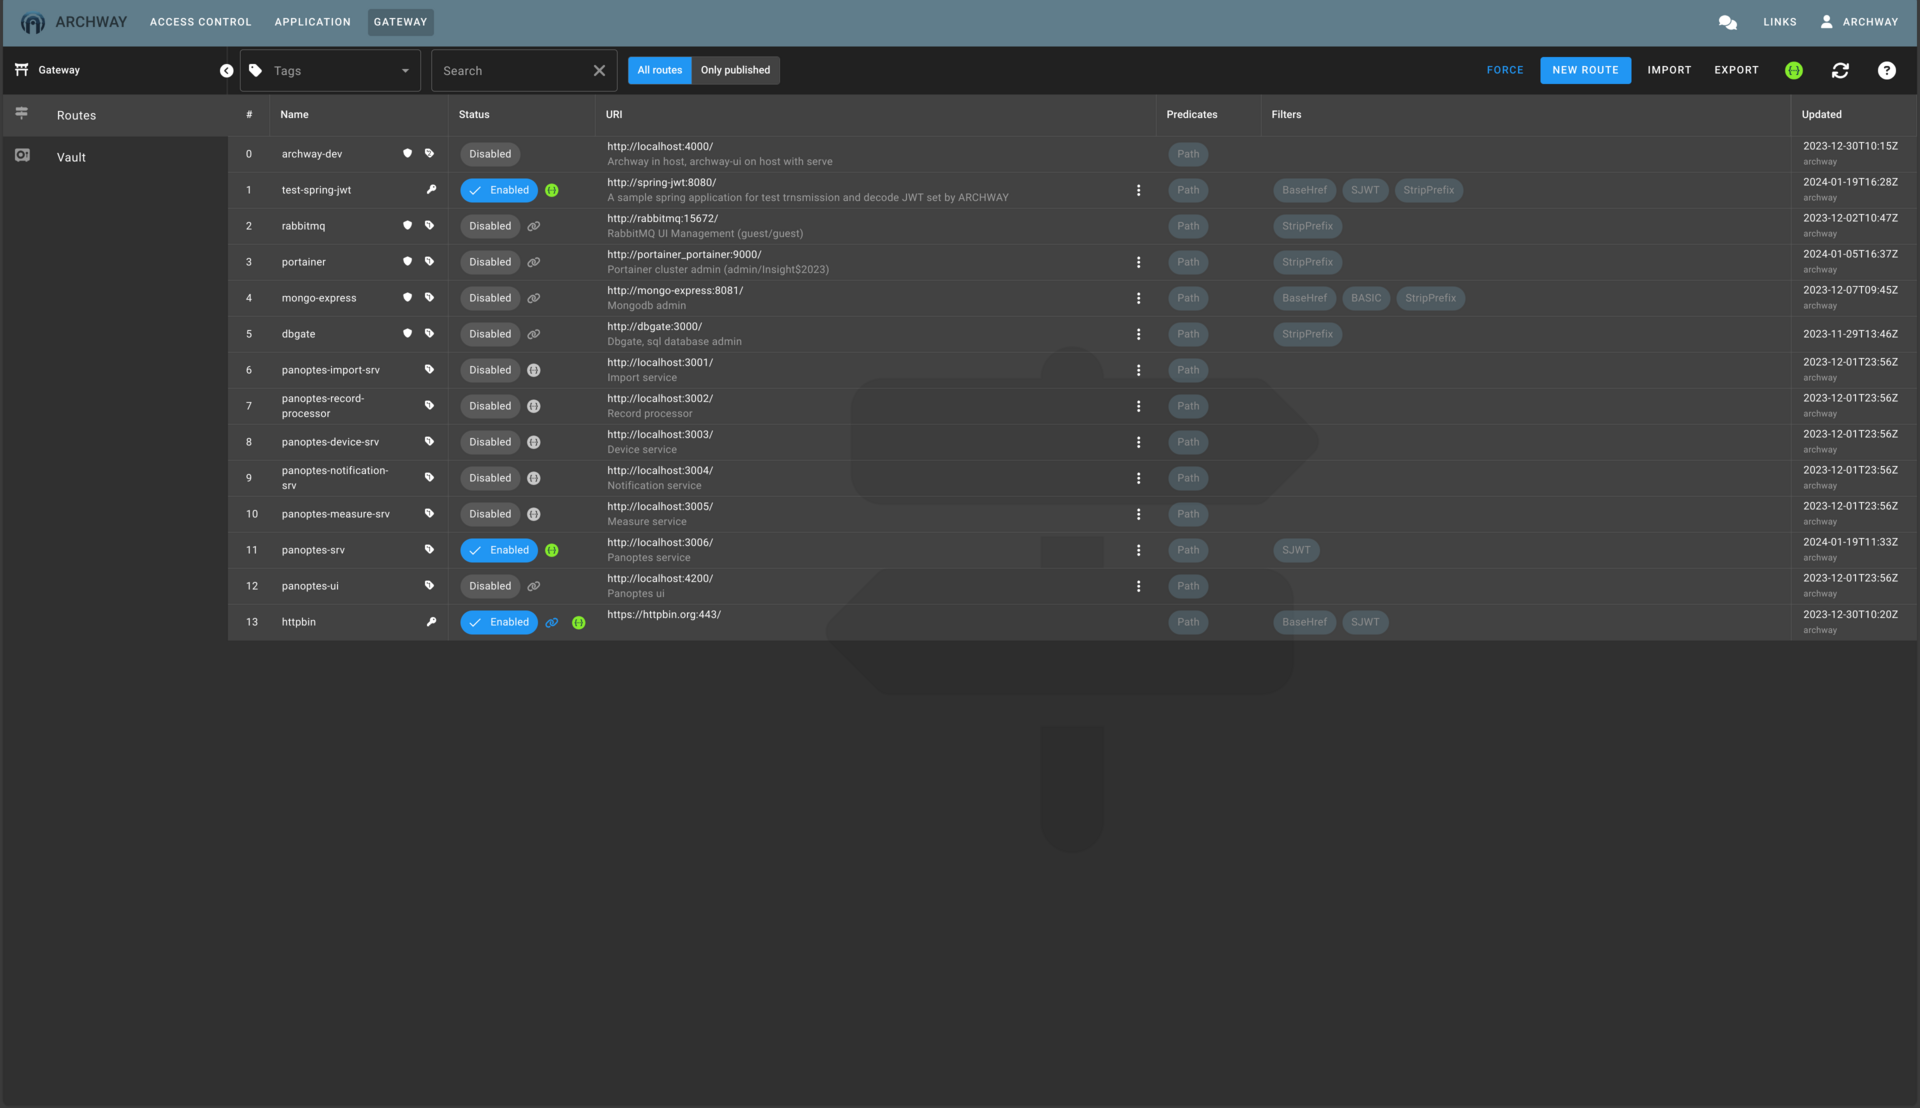 ARCHWAY ACCESS CONTROL APPLICATION GATEWAY LINKS ARCHWAY
Gateway Tags Search All routes Only published FORCE NEW ROUTE IMPORT EXPORT
Routes
Vault
# Name Status URI Predicates Filters Updated
0 archway-dev Disabled http://localhost:4000/ Path 2023-12-30T10:15Z
Archway in host, archway-ui on host with serve archway
1 test-spring-jwt Enabled http://spring-jwt:8080/ Path BaseHref SJWT StripPrefix 2024-01-19T16:28Z
A sample spring application for test trnsmission and decode JWT set by ARCHWAY archway
2 rabbitmq Disabled http://rabbitmq:15672/ Path StripPrefix 2023-12-02T10:47Z
RabbitMQ UI Management (guest/guest) archway
3 portainer Disabled http://portainer_portainer:9000/ Path StripPrefix 2024-01-05T16:37Z
Portainer cluster admin (admin/Insight$2023) archway
4 mongo-express Disabled http://mongo-express:8081/ Path BaseHref BASIC StripPrefix 2023-12-07T09:45Z
Mongodb admin archway
5 dbgate Disabled http://dbgate:3000/ Path StripPrefix 2023-11-29T13:46Z
Dbgate, sql database admin
6 panoptes-import-srv Disabled http://localhost:3001/ Path 2023-12-01T23:56Z
Import service archway
7 panoptes-record- Disabled http://localhost:3002/ Path 2023-12-01T23:56Z
processor Record processor archway
8 panoptes-device-srv Disabled http://localhost:3003/ Path 2023-12-01T23:56Z
Device service archway
9 panoptes-notification- Disabled http://localhost:3004/ Path 2023-12-01T23:56Z
srv Notification service archway
10 panoptes-measure-srv Disabled http://localhost:3005/ Path 2023-12-01T23:56Z
Measure service archway
11 panoptes-srv Enabled http://localhost:3006/ Path SJWT 2024-01-19T11:33Z
Panoptes service archway
12 panoptes-ui Disabled http://localhost:4200/ Path 2023-12-01T23:56Z
Panoptes ui archway
13 httpbin Enabled https://httpbin.org:443/ Path BaseHref SJWT 2023-12-30T10:20Z
archway